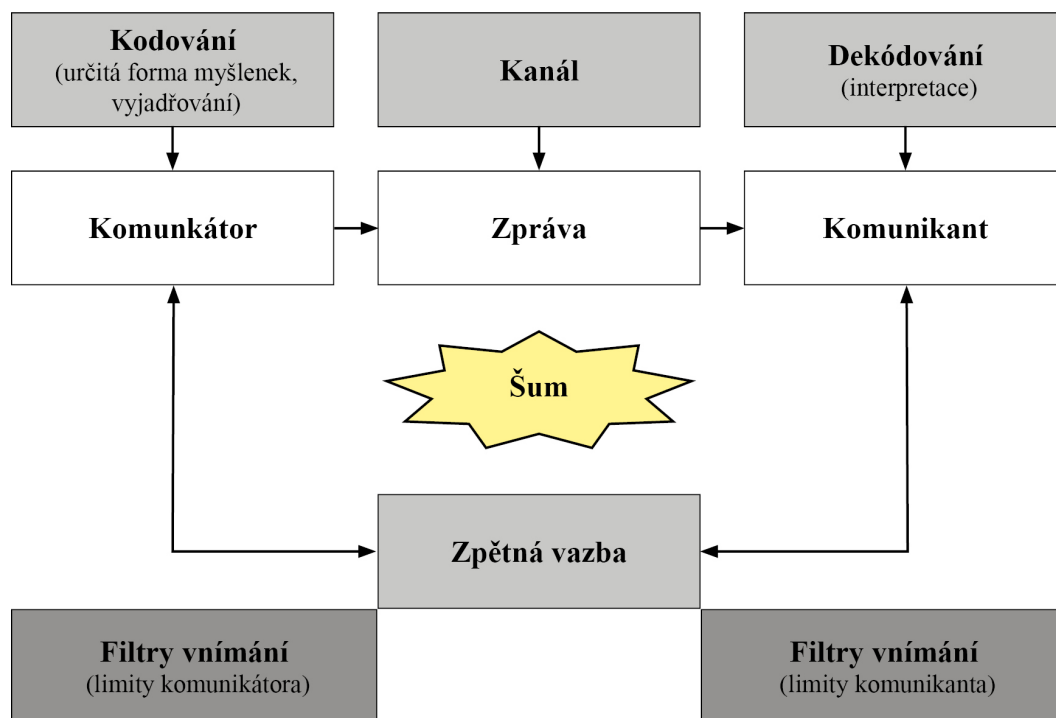 Kodování
(určitá forma myšlenek,
vyjadřování)
Kanál
Dekódování
(interpretace)
Komunkátor
Zpráva
Komunikant
Šum
Zpětná vazba
Filtry vnímání
(limity komunikátora)
Filtry vnímání
(limity komunikanta)